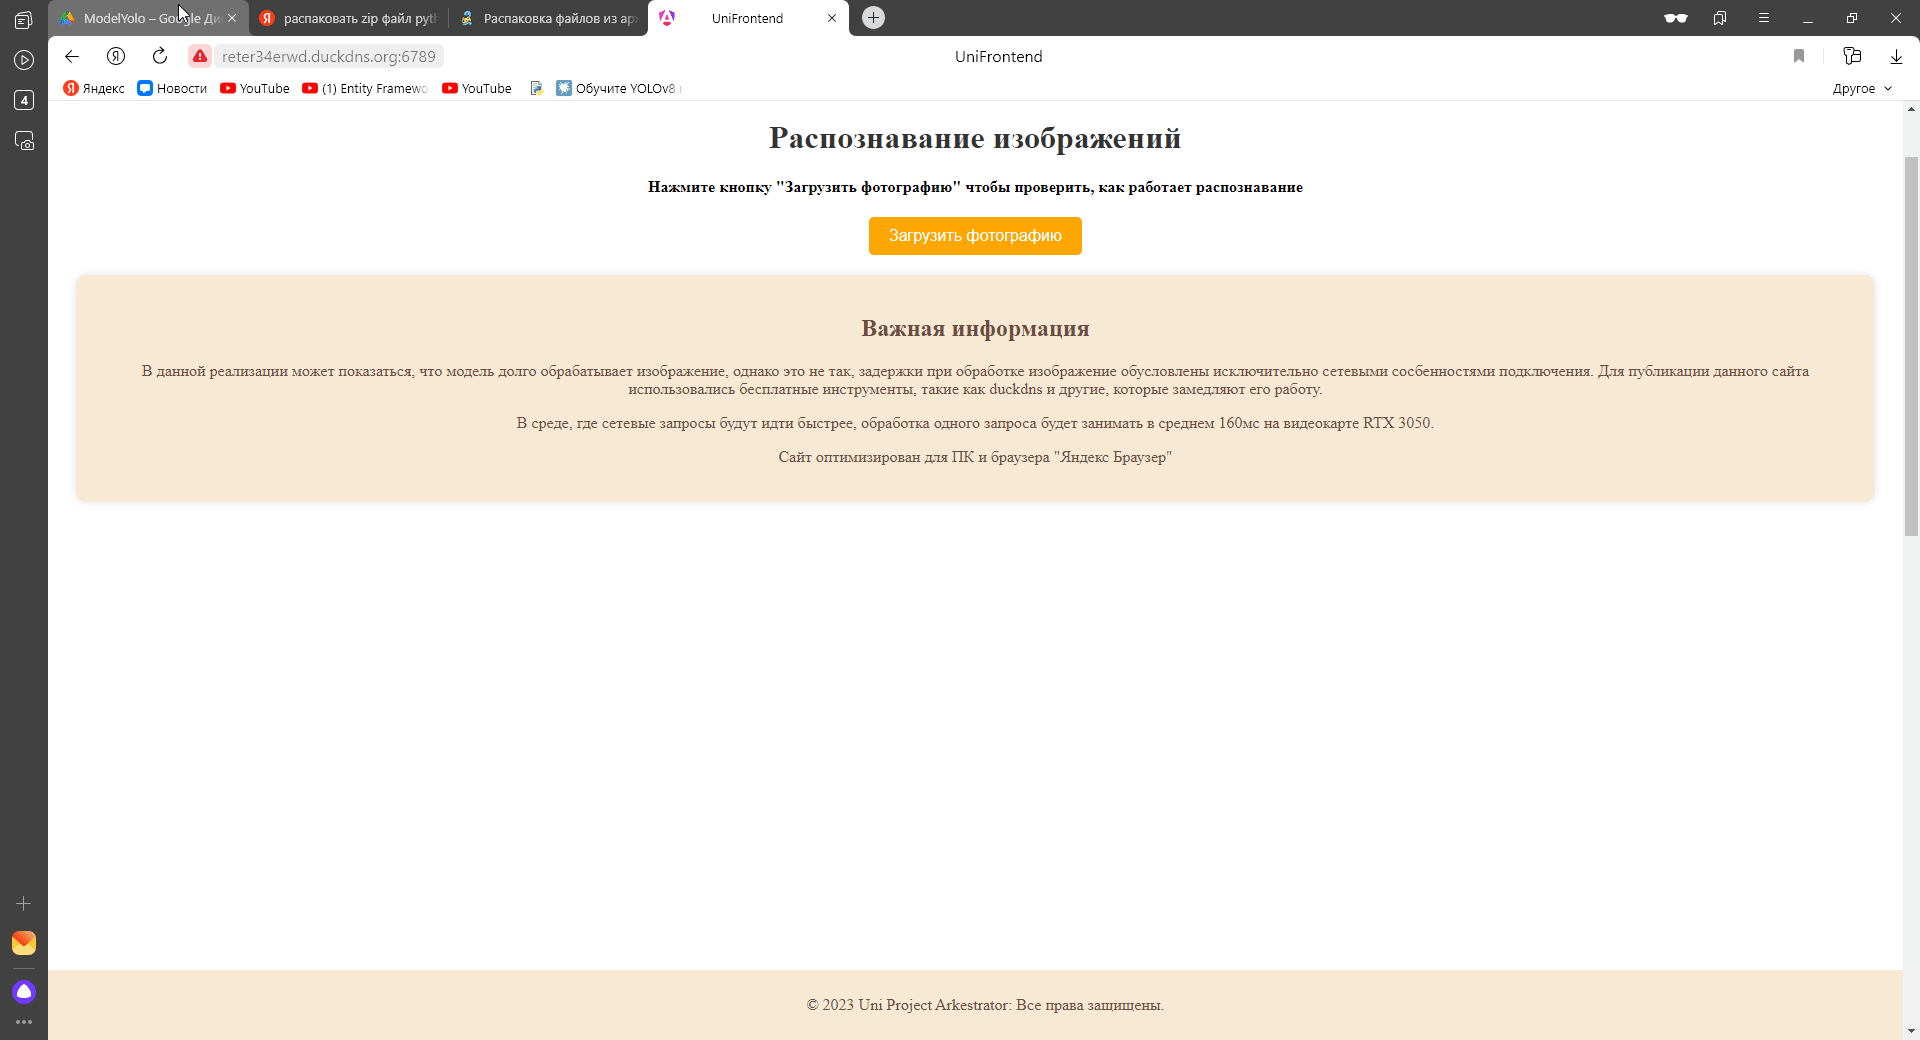 ModelYolo – Google Ди
распаковать zip файл pyth
Распаковка файлов из ар
UniFrontend
4
reter34erwd.duckdns.org:6789
UniFrontend
Яндекс
Новости
YouTube
(1) Entity Framewo
YouTube
Обучите YOLOv8
Другое
Распознавание изображений
Нажмите кнопку "Загрузить фотографию" чтобы проверить, как работает распознавание
Загрузить фотографию
Важная информация
В данной реализации может показаться, что модель долго обрабатывает изображение, однако это не так, задержки при обработке изображение обусловлены исключительно сетевыми сосбенностями подключения. Для публикации данного сайта
использовались бесплатные инструменты, такие как duckdns и другие, которые замедляют его работу.
В среде, где сетевые запросы будут идти быстрее, обработка одного запроса будет занимать в среднем 160мс на видеокарте RTX 3050.
Сайт оптимизирован для ПК и браузера "Яндекс Браузер"
© 2023 Uni Project Arkestrator: Все права защищены.